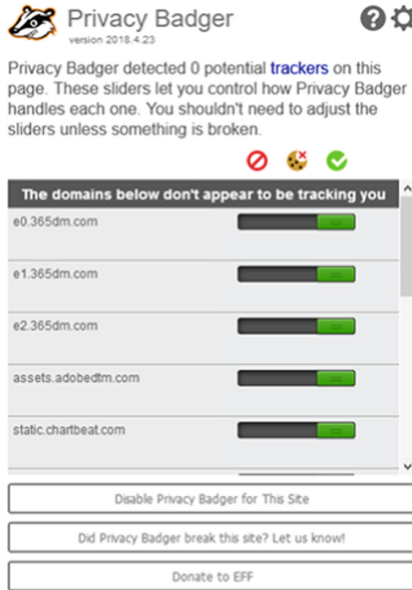 Privacy Badger
version 2018.4.23
Privacy Badger detected 0 potential trackers on this
page. These sliders let you control how Privacy Badger
handles each one. You shouldn't need to adjust the
sliders unless something is broken.
The domains below don't appear to be tracking you
e0.365dm.com
e1.365dm.com
e2.365dm.com
assets.adobedtm.com
static.chartbeat.com
Disable Privacy Badger for This Site
Did Privacy Badger break this site? Let us know!
Donate to EFF